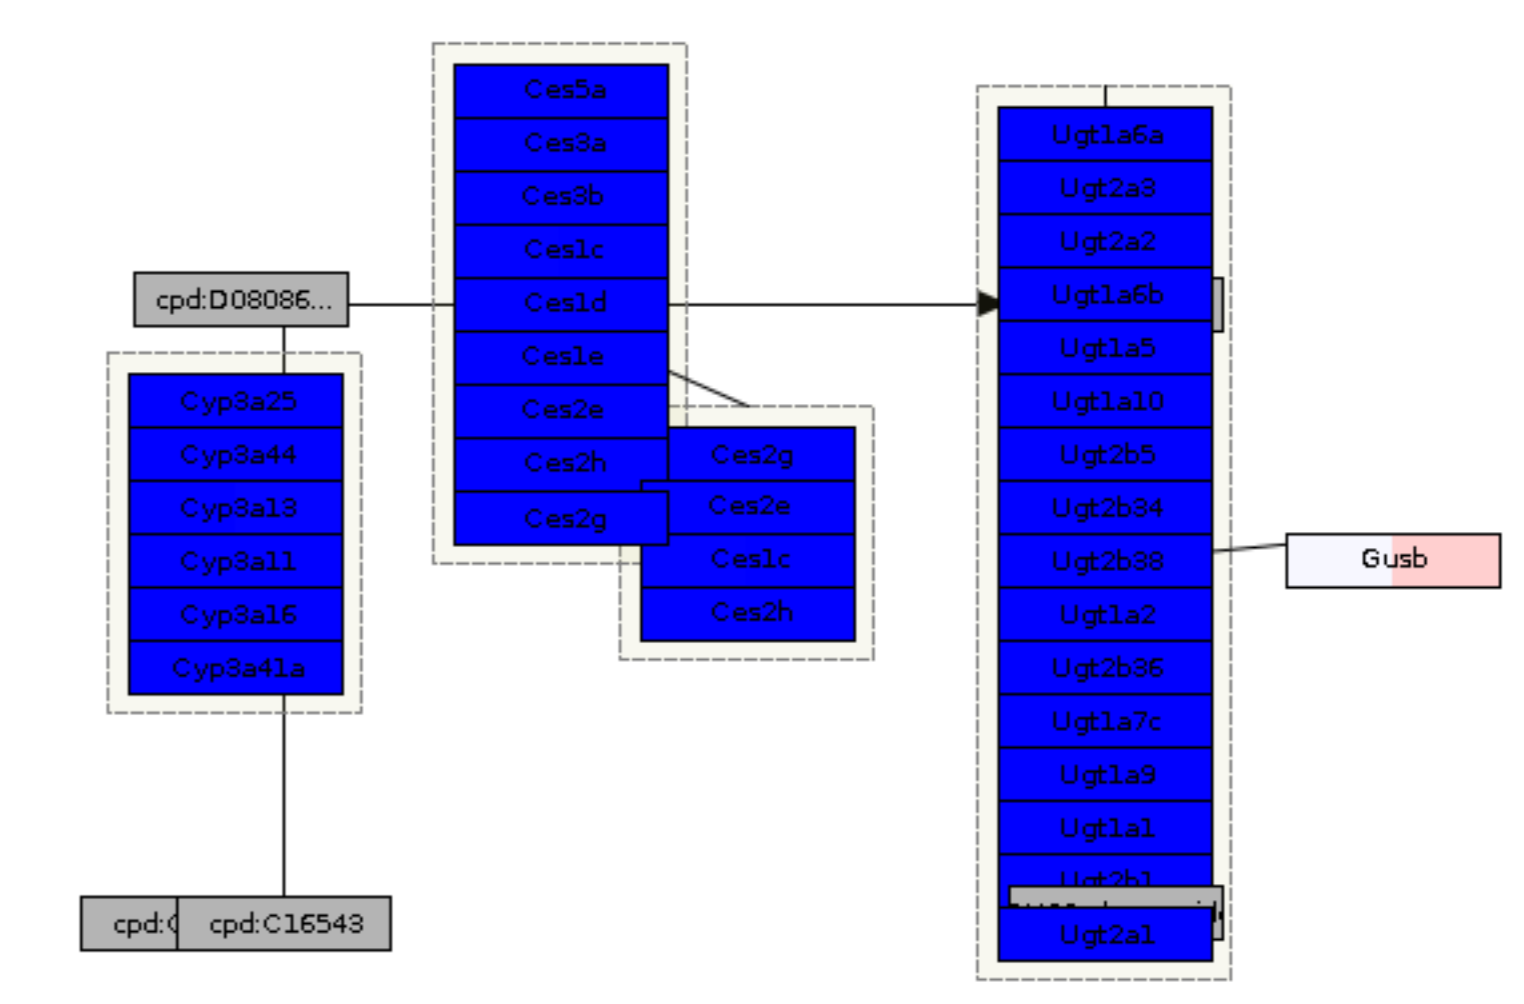 cpd:D08086...
Cyp3a25
Cyp3a44
Cyp3a13
Cyp3a11
Cyp3a16
Cyp3a41a
cpd:C
cpd:C16543
Ces5a
Ces3a
Ces3b
Ces1c
Ces1d
Ces1e
Ces2e
Ces2h
Ces2g
Ces2g
Ces2e
Ces1c
Ces2h
Ugt1a6a
Ugt2a3
Ugt2a2
Ugt1a6b
Ugt1a5
Ugt1a10
Ugt2b5
Ugt2b34
Ugt2b38
Ugt1a2
Ugt2b36
Ugt1a7c
Ugt1a9
Ugt1a1
Ugt2b1
Ugt2a1
Gusb